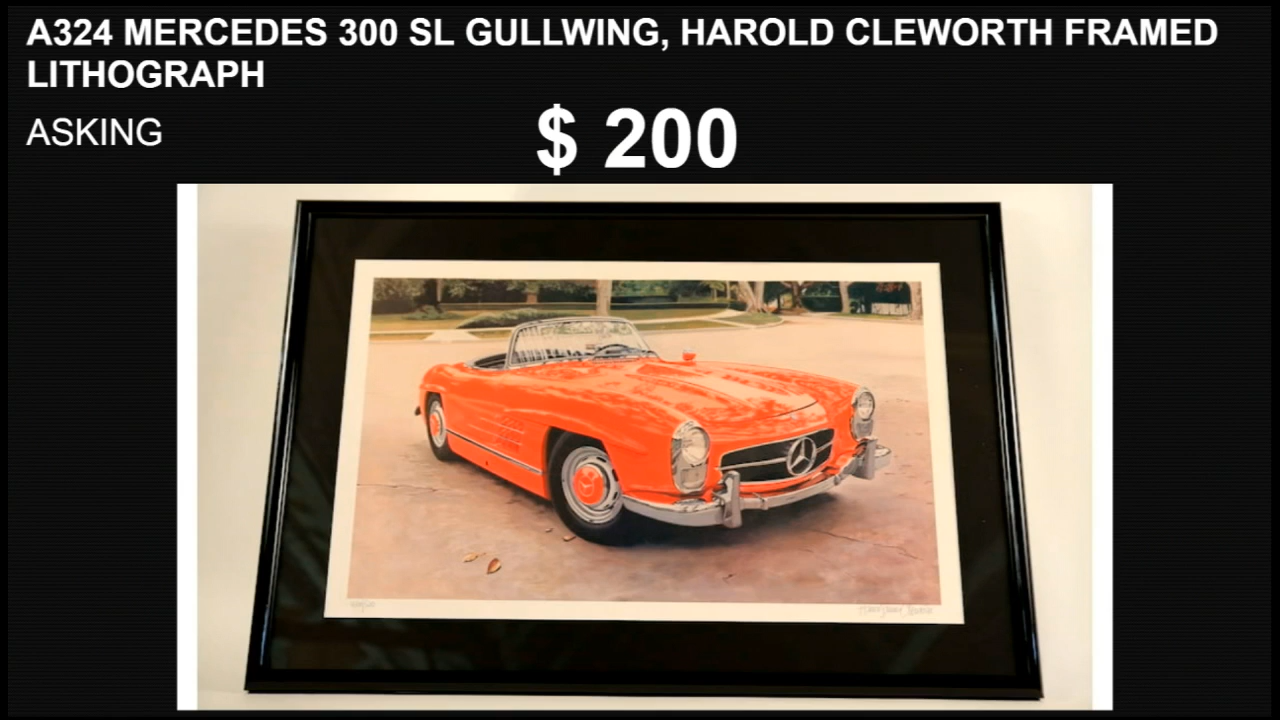 A324 MERCEDES 300 SL GULLWING, HAROLD CLEWORTH FRAMED
LITHOGRAPH
ASKING
$ 200